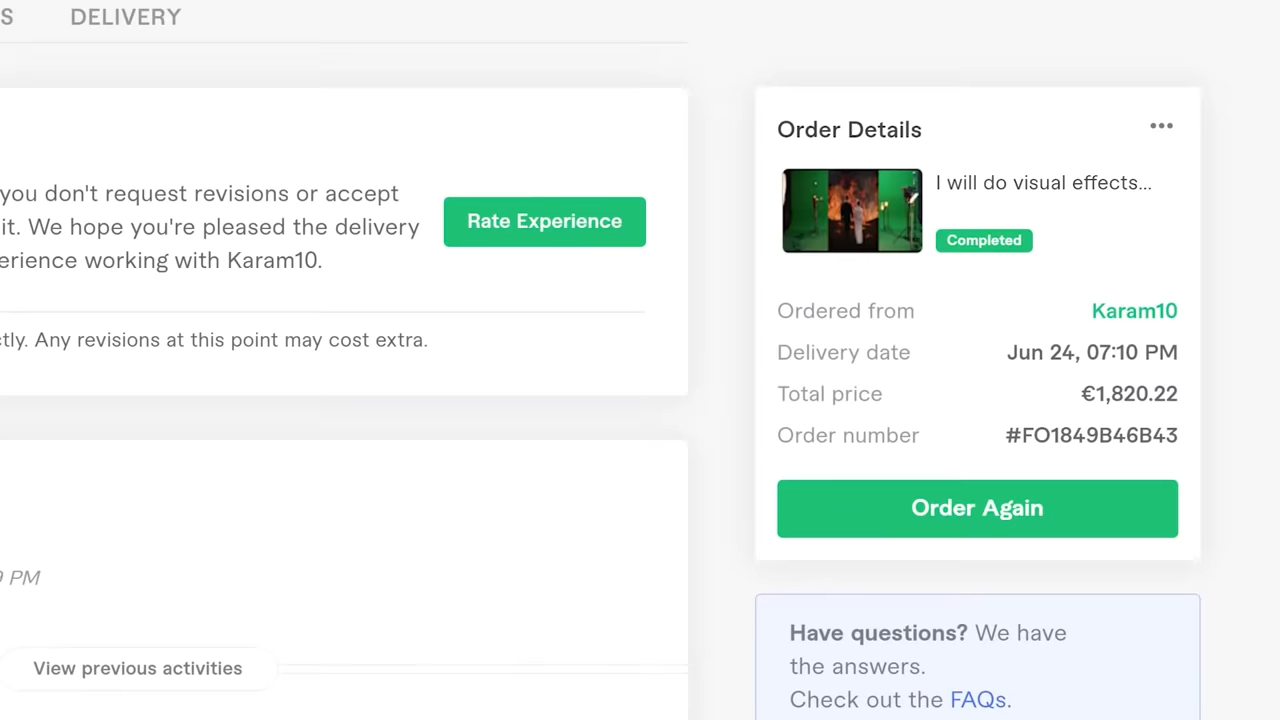 S DELIVERY
you don't request revisions or accept
it. We hope you're pleased the delivery
erience working with Karam10.
Rate Experience
ctly. Any revisions at this point may cost extra.
9 PM
View previous activities
Order Details
I will do visual effects...
Completed
Ordered from Karam10
Delivery date Jun 24, 07:10 PM
Total price €1,820.22
Order number #FO1849B46B43
Order Again
Have questions? We have
the answers.
Check out the FAQs.